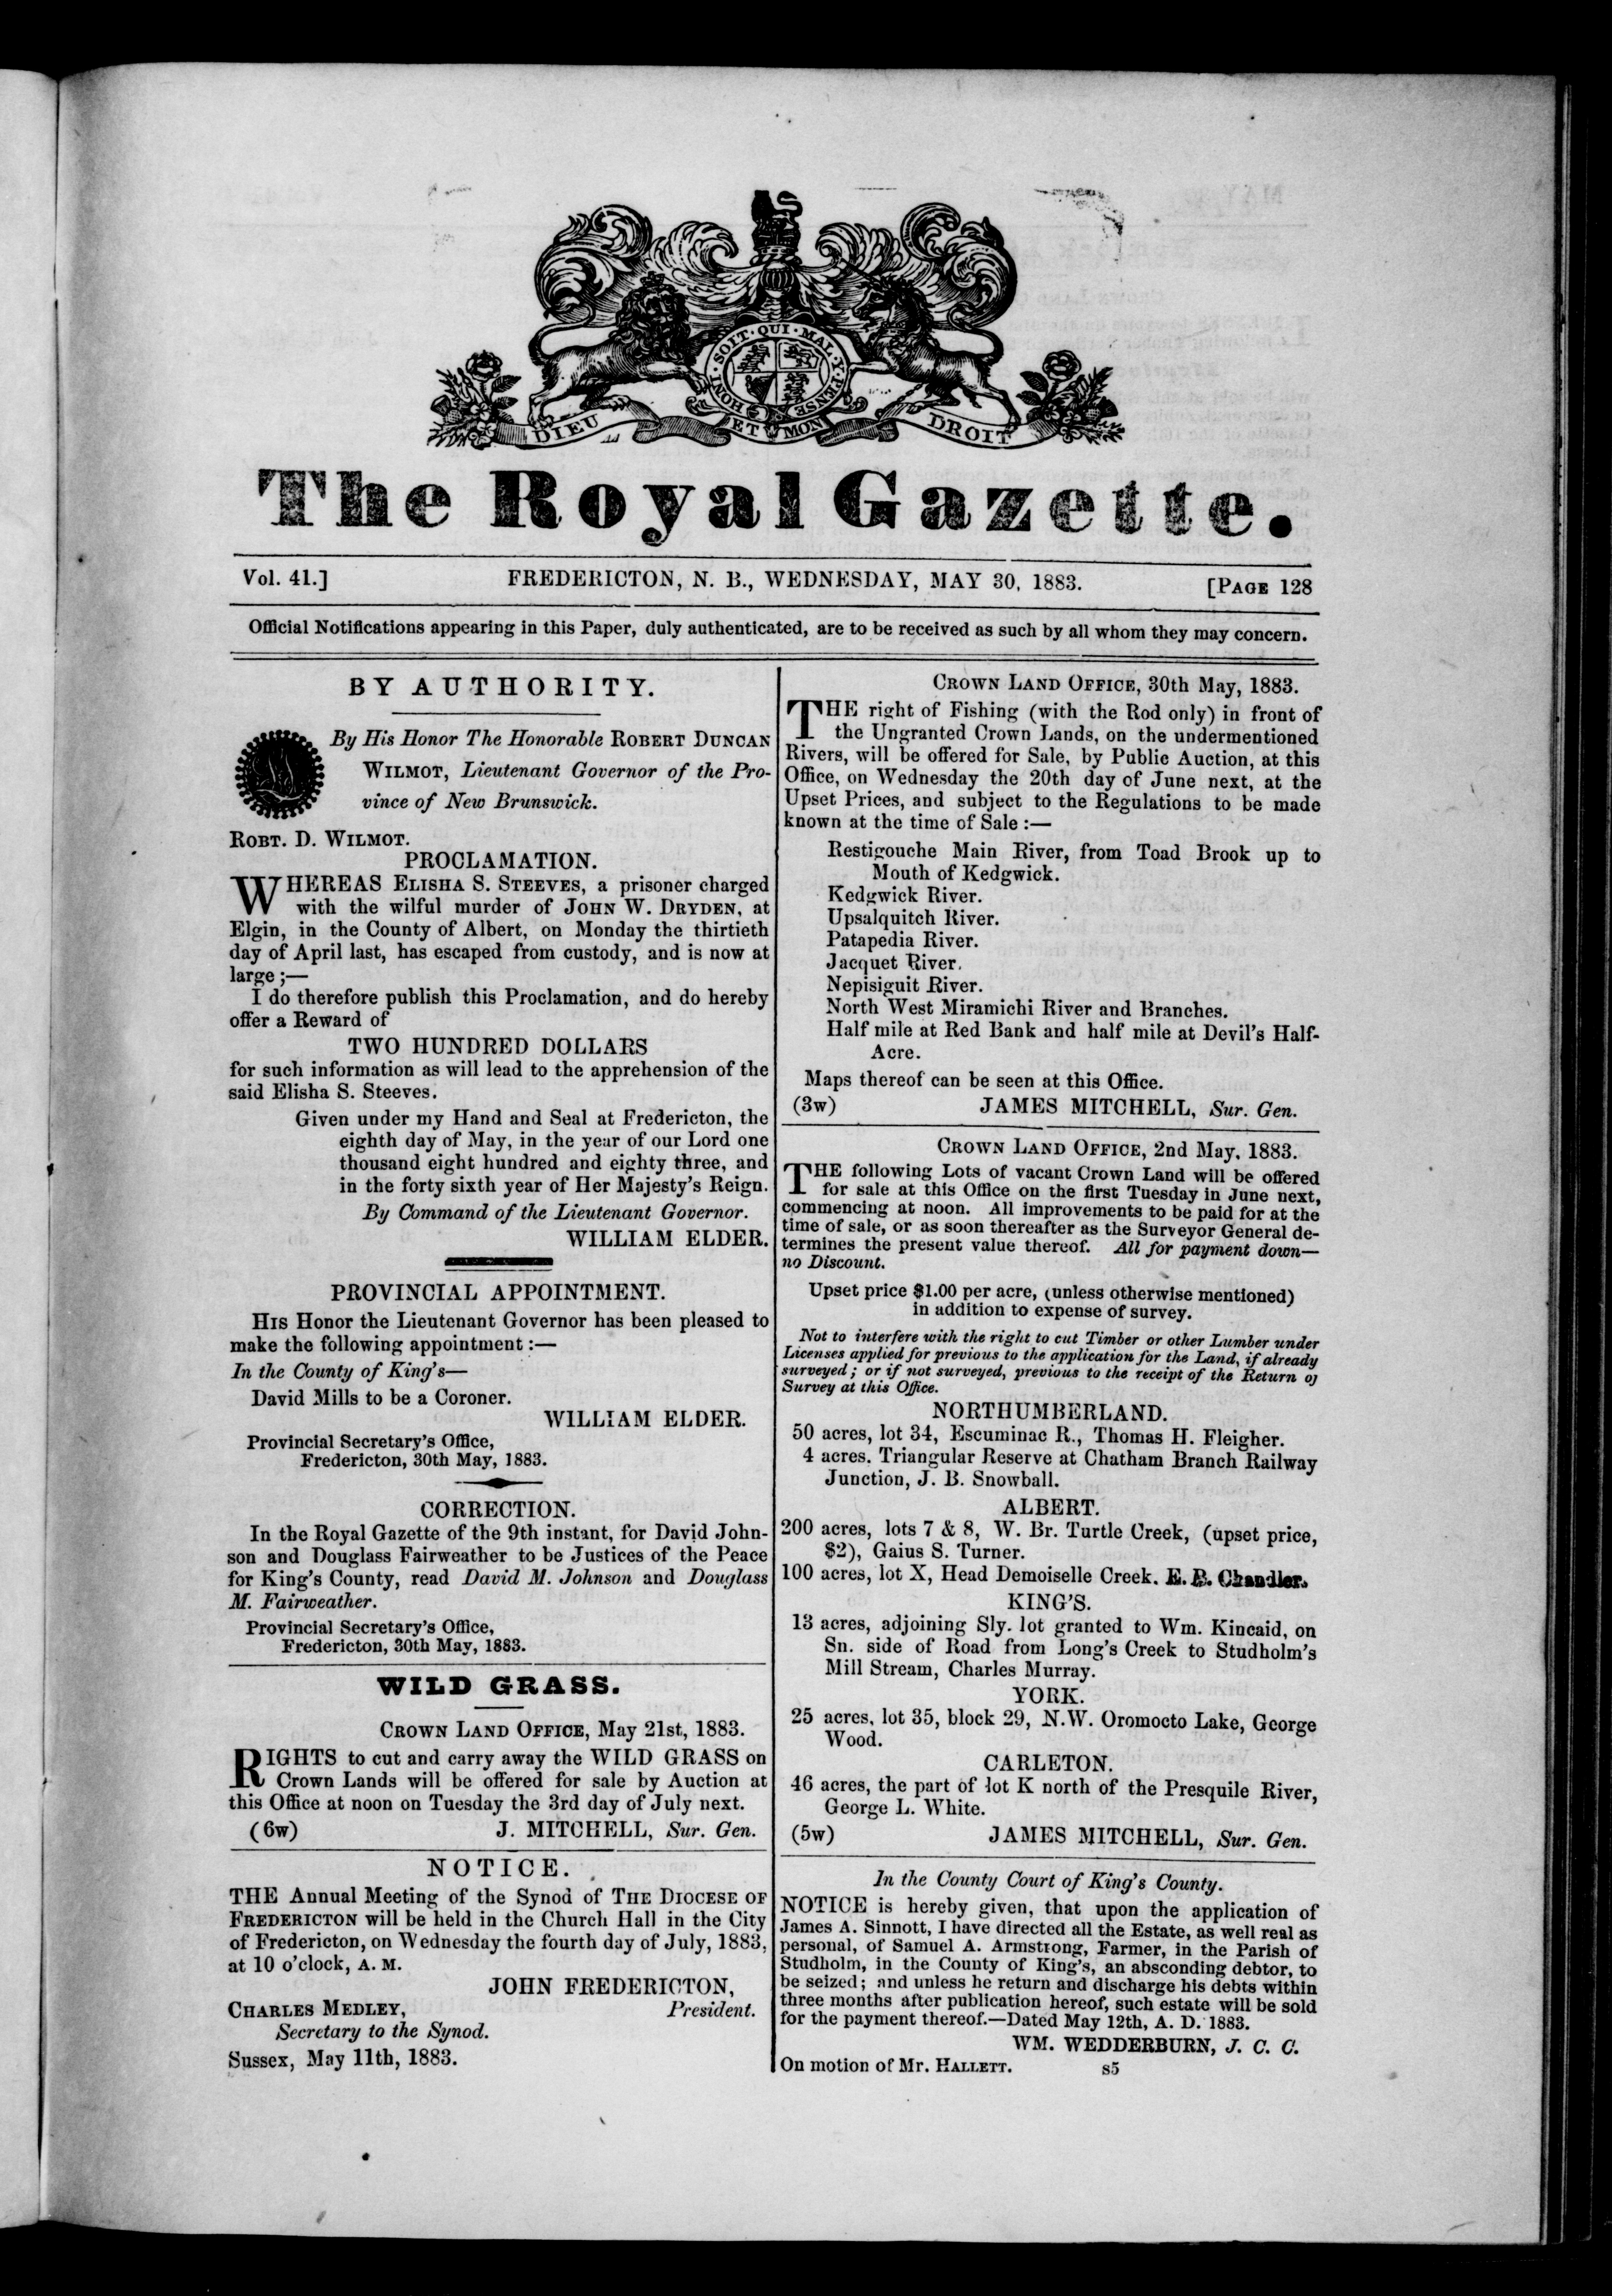 HONI · SOIT · QUI · MAL · Y · PENSE
DIEU ET MON DROIT
The Royal Gazette.
Vol. 41.] FREDERICTON, N. B., WEDNESDAY, MAY 30, 1883. [PAGE 128
Official Notifications appearing in this Paper, duly authenticated, are to be received as such by all whom they may concern.
BY AUTHORITY.
By His Honor The Honorable ROBERT DUNCAN
WILMOT, Lieutenant Governor of the Pro-
vince of New Brunswick.
ROBT. D. WILMOT.
PROCLAMATION.
WHEREAS ELISHA S. STEEVES, a prisoner charged
with the wilful murder of JOHN W. DRYDEN, at
Elgin, in the County of Albert, on Monday the thirtieth
day of April last, has escaped from custody, and is now at
large ;—
I do therefore publish this Proclamation, and do hereby
offer a Reward of
TWO HUNDRED DOLLARS
for such information as will lead to the apprehension of the
said Elisha S. Steeves.
Given under my Hand and Seal at Fredericton, the
eighth day of May, in the year of our Lord one
thousand eight hundred and eighty three, and
in the forty sixth year of Her Majesty's Reign.
By Command of the Lieutenant Governor.
WILLIAM ELDER.
PROVINCIAL APPOINTMENT.
HIS Honor the Lieutenant Governor has been pleased to
make the following appointment :—
In the County of King's—
David Mills to be a Coroner.
WILLIAM ELDER.
Provincial Secretary's Office,
Fredericton, 30th May, 1883.
CORRECTION.
In the Royal Gazette of the 9th instant, for David John-
son and Douglass Fairweather to be Justices of the Peace
for King's County, read David M. Johnson and Douglass
M. Fairweather.
Provincial Secretary's Office,
Fredericton, 30th May, 1883.
WILD GRASS.
CROWN LAND OFFICE, May 21st, 1883.
RIGHTS to cut and carry away the WILD GRASS on
Crown Lands will be offered for sale by Auction at
this Office at noon on Tuesday the 3rd day of July next.
(6w) J. MITCHELL, Sur. Gen.
NOTICE.
THE Annual Meeting of the Synod of THE DIOCESE OF
FREDERICTON will be held in the Church Hall in the City
of Fredericton, on Wednesday the fourth day of July, 1883,
at 10 o'clock, A. M.
JOHN FREDERICTON,
CHARLES MEDLEY, President.
Secretary to the Synod.
Sussex, May 11th, 1883.
CROWN LAND OFFICE, 30th May, 1883.
THE right of Fishing (with the Rod only) in front of
the Ungranted Crown Lands, on the undermentioned
Rivers, will be offered for Sale, by Public Auction, at this
Office, on Wednesday the 20th day of June next, at the
Upset Prices, and subject to the Regulations to be made
known at the time of Sale :—
Restigouche Main River, from Toad Brook up to
Mouth of Kedgwick.
Kedgwick River.
Upsalquitch River.
Patapedia River.
Jacquet River.
Nepisiguit River.
North West Miramichi River and Branches.
Half mile at Red Bank and half mile at Devil's Half-
Acre.
Maps thereof can be seen at this Office.
(3w) JAMES MITCHELL, Sur. Gen.
CROWN LAND OFFICE, 2nd May, 1883.
THE following Lots of vacant Crown Land will be offered
for sale at this Office on the first Tuesday in June next,
commencing at noon. All improvements to be paid for at the
time of sale, or as soon thereafter as the Surveyor General de-
termines the present value thereof. All for payment down—
no Discount.
Upset price $1.00 per acre, (unless otherwise mentioned)
in addition to expense of survey.
Not to interfere with the right to cut Timber or other Lumber under
Licenses applied for previous to the application for the Land, if already
surveyed ; or if not surveyed, previous to the receipt of the Return of
Survey at this Office.
NORTHUMBERLAND.
50 acres, lot 34, Escuminac R., Thomas H. Fleigher.
4 acres. Triangular Reserve at Chatham Branch Railway
Junction, J. B. Snowball.
ALBERT.
200 acres, lots 7 & 8, W. Br. Turtle Creek, (upset price,
$2), Gaius S. Turner.
100 acres, lot X, Head Demoiselle Creek. E. B. Chandler.
KING'S.
13 acres, adjoining Sly. lot granted to Wm. Kincaid, on
Sn. side of Road from Long's Creek to Studholm's
Mill Stream, Charles Murray.
YORK.
25 acres, lot 35, block 29, N.W. Oromocto Lake, George
Wood.
CARLETON.
46 acres, the part of lot K north of the Presquile River,
George L. White.
(5w) JAMES MITCHELL, Sur. Gen.
In the County Court of King's County.
NOTICE is hereby given, that upon the application of
James A. Sinnott, I have directed all the Estate, as well real as
personal, of Samuel A. Armstrong, Farmer, in the Parish of
Studholm, in the County of King's, an absconding debtor, to
be seized; and unless he return and discharge his debts within
three months after publication hereof, such estate will be sold
for the payment thereof.—Dated May 12th, A. D. 1883.
WM. WEDDERBURN, J. C. C.
On motion of Mr. HALLETT. s5